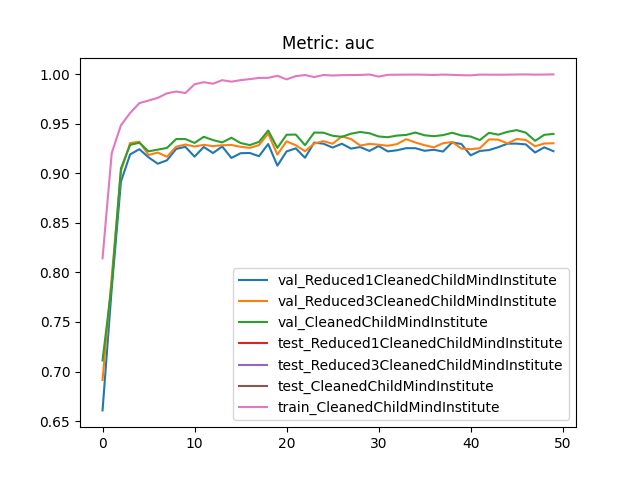 Metric: auc
1.00
0.95
0.90
0.85
0.80
0.75
0.70
0.65
0 10 20 30 40 50
val_Reduced1CleanedChildMindInstitute
val_Reduced3CleanedChildMindInstitute
val_CleanedChildMindInstitute
test_Reduced1CleanedChildMindInstitute
test_Reduced3CleanedChildMindInstitute
test_CleanedChildMindInstitute
train_CleanedChildMindInstitute